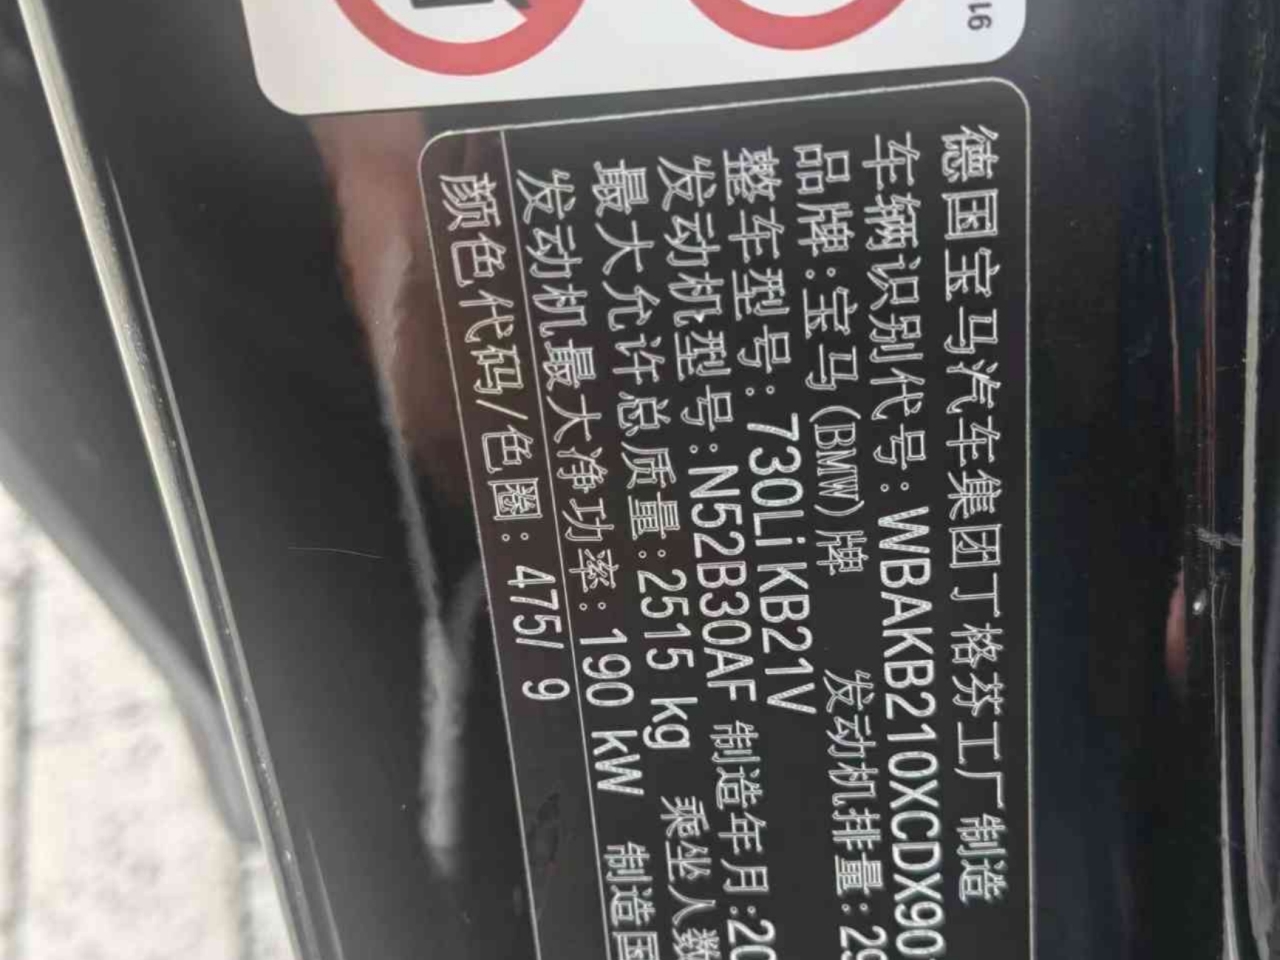 916
德国宝马汽车集团丁格芬工厂 制造
车辆识别代号:WBAKB210XCDX90
品牌:宝马(BMW)牌 发动机排量:29
整车型号:730Li KB21V
发动机型号:N52B30AF 制造年月:20
最大允许总质量:2515 kg 乘坐人数
发动机最大净功率:190 kW 制造国
颜色代码/色圈:475/ 9